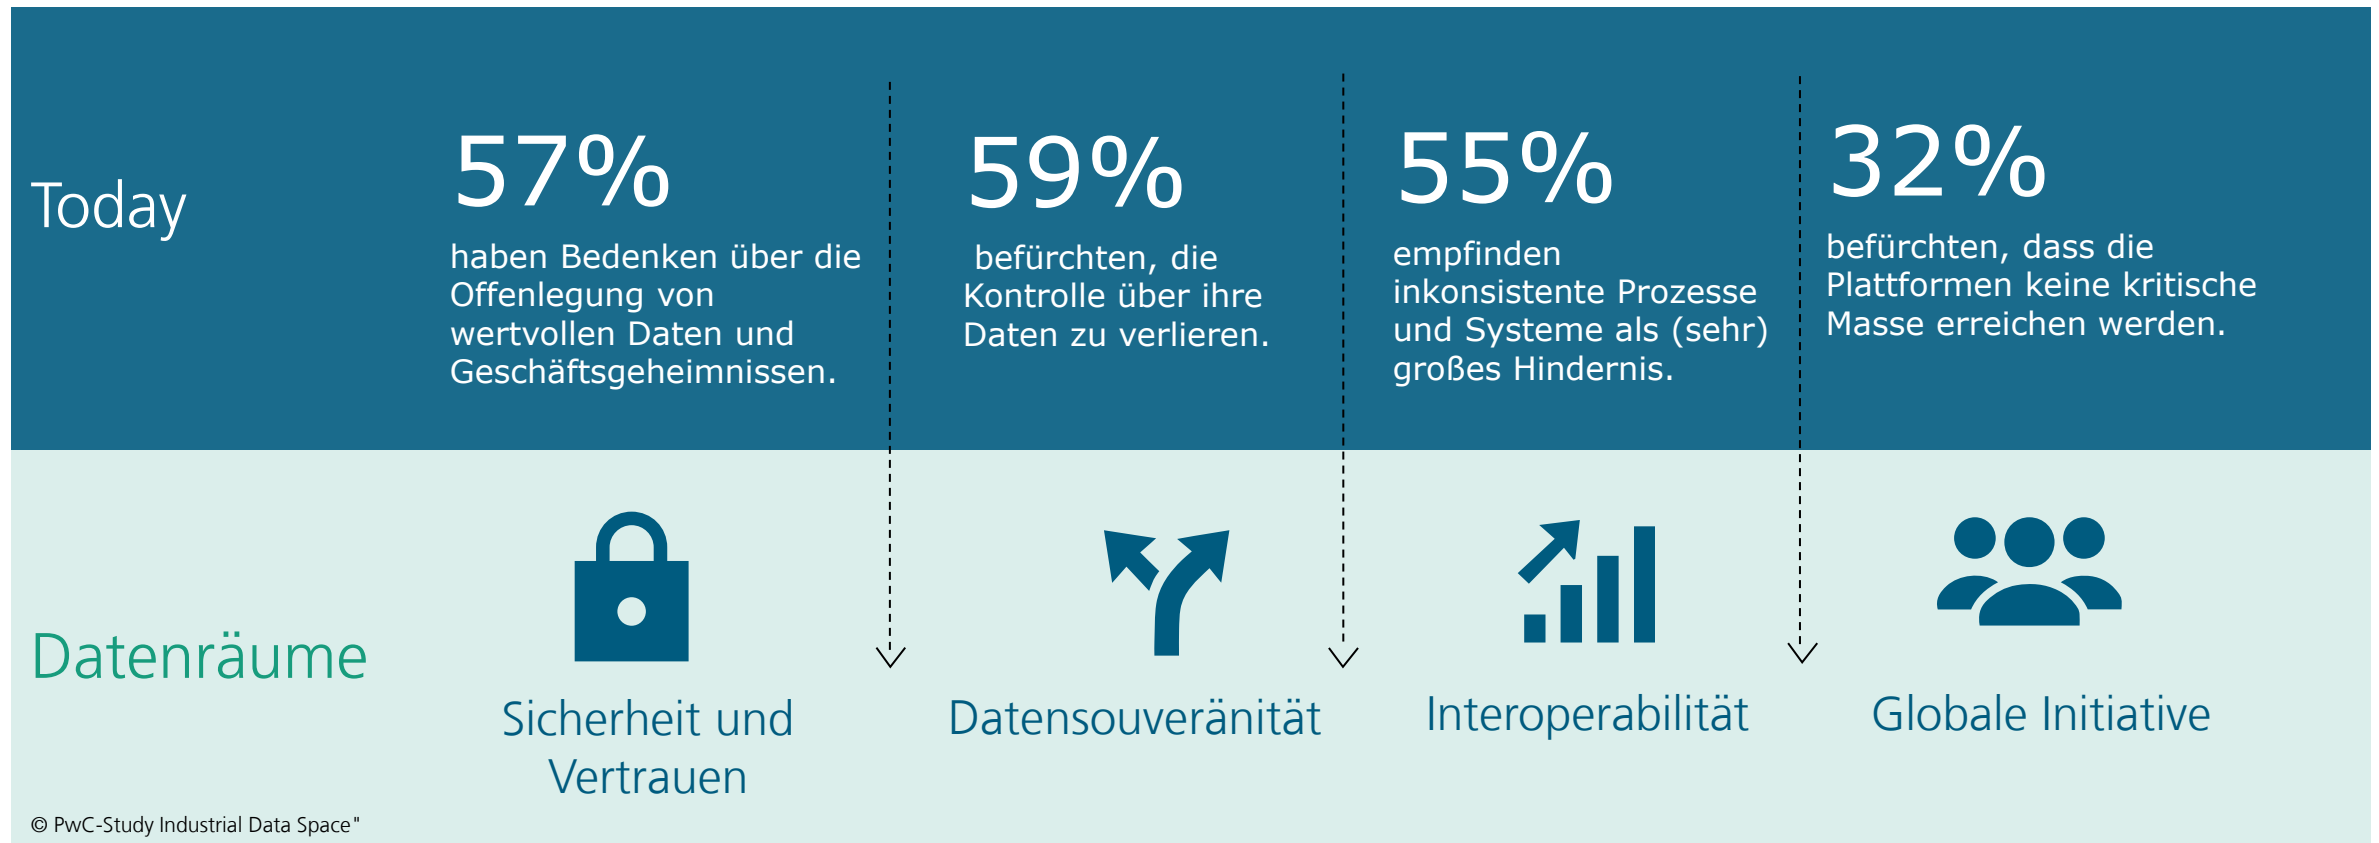 Today
57%
haben Bedenken über die
Offenlegung von
wertvollen Daten und
Geschäftsgeheimnissen.
59%
befürchten, die
Kontrolle über ihre
Daten zu verlieren.
55%
empfinden
inkonsistente Prozesse
und Systeme als (sehr)
großes Hindernis.
32%
befürchten, dass die
Plattformen keine kritische
Masse erreichen werden.
Datenräume
Sicherheit und
Vertrauen
Datensouveränität
Interoperabilität
Globale Initiative
© PwC-Study Industrial Data Space"